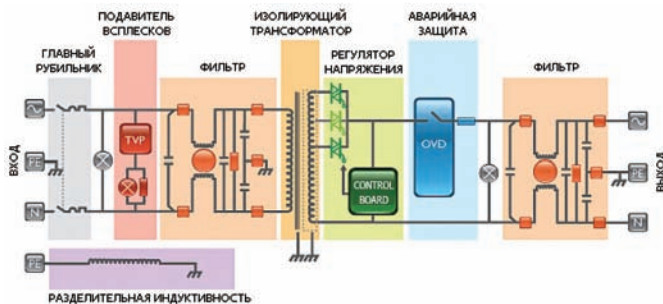 ПОДАВИТЕЛЬ
ВСПЛЕСКОВ
ИЗОЛИРУЮЩИЙ
ТРАНСФОРМАТОР
АВАРИЙНАЯ
ЗАЩИТА
ГЛАВНЫЙ
РУБИЛЬНИК
ФИЛЬТР
РЕГУЛЯТОР
НАПРЯЖЕНИЯ
ФИЛЬТР
ВХОД
PE
N
TVP
CONTROL
BOARD
OVD
PE
N
ВЫХОД
PE
РАЗДЕЛИТЕЛЬНАЯ ИНДУКТИВНОСТЬ